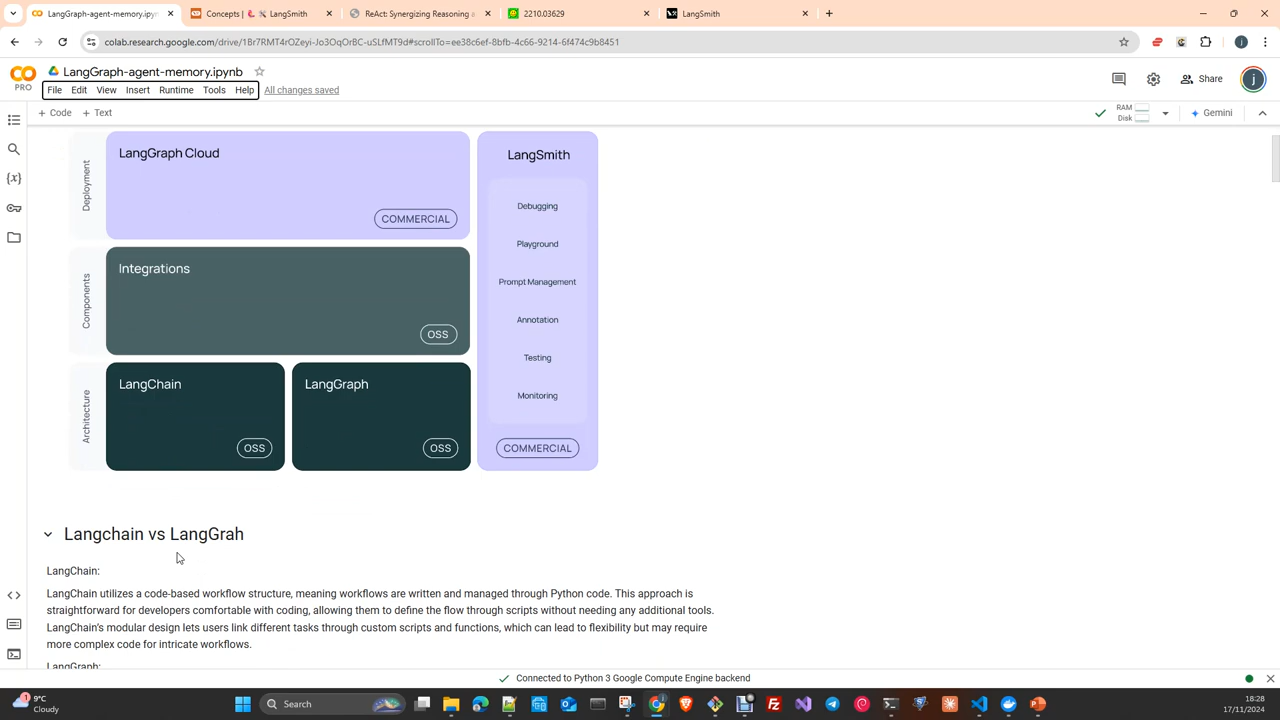 LangGraph-agent-memory.ipynb
Concepts | 🦜🛠️ LangSmith
ReAct: Synergizing Reasoning a
2210.03629
LangSmith
colab.research.google.com/drive/1Br7RMT4rOZeyi-Jo3OqOrBC-uSLfMT9d#scrollTo=ee38c6ef-8bfb-4c66-9214-6f474c9b8451
j
PRO
LangGraph-agent-memory.ipynb
Share
j
File Edit View Insert Runtime Tools Help All changes saved
+ Code + Text
RAM
Disk
Gemini
Deployment
LangGraph Cloud
COMMERCIAL
Components
Integrations
OSS
Architecture
LangChain
OSS
LangGraph
OSS
LangSmith
Debugging
Playground
Prompt Management
Annotation
Testing
Monitoring
COMMERCIAL
Langchain vs LangGrah
LangChain:
LangChain utilizes a code-based workflow structure, meaning workflows are written and managed through Python code. This approach is
straightforward for developers comfortable with coding, allowing them to define the flow through scripts without needing any additional tools.
LangChain's modular design lets users link different tasks through custom scripts and functions, which can lead to flexibility but may require
more complex code for intricate workflows.
LangGraph:
Connected to Python 3 Google Compute Engine backend
1
9°C
Cloudy
Search
18:28
17/11/2024